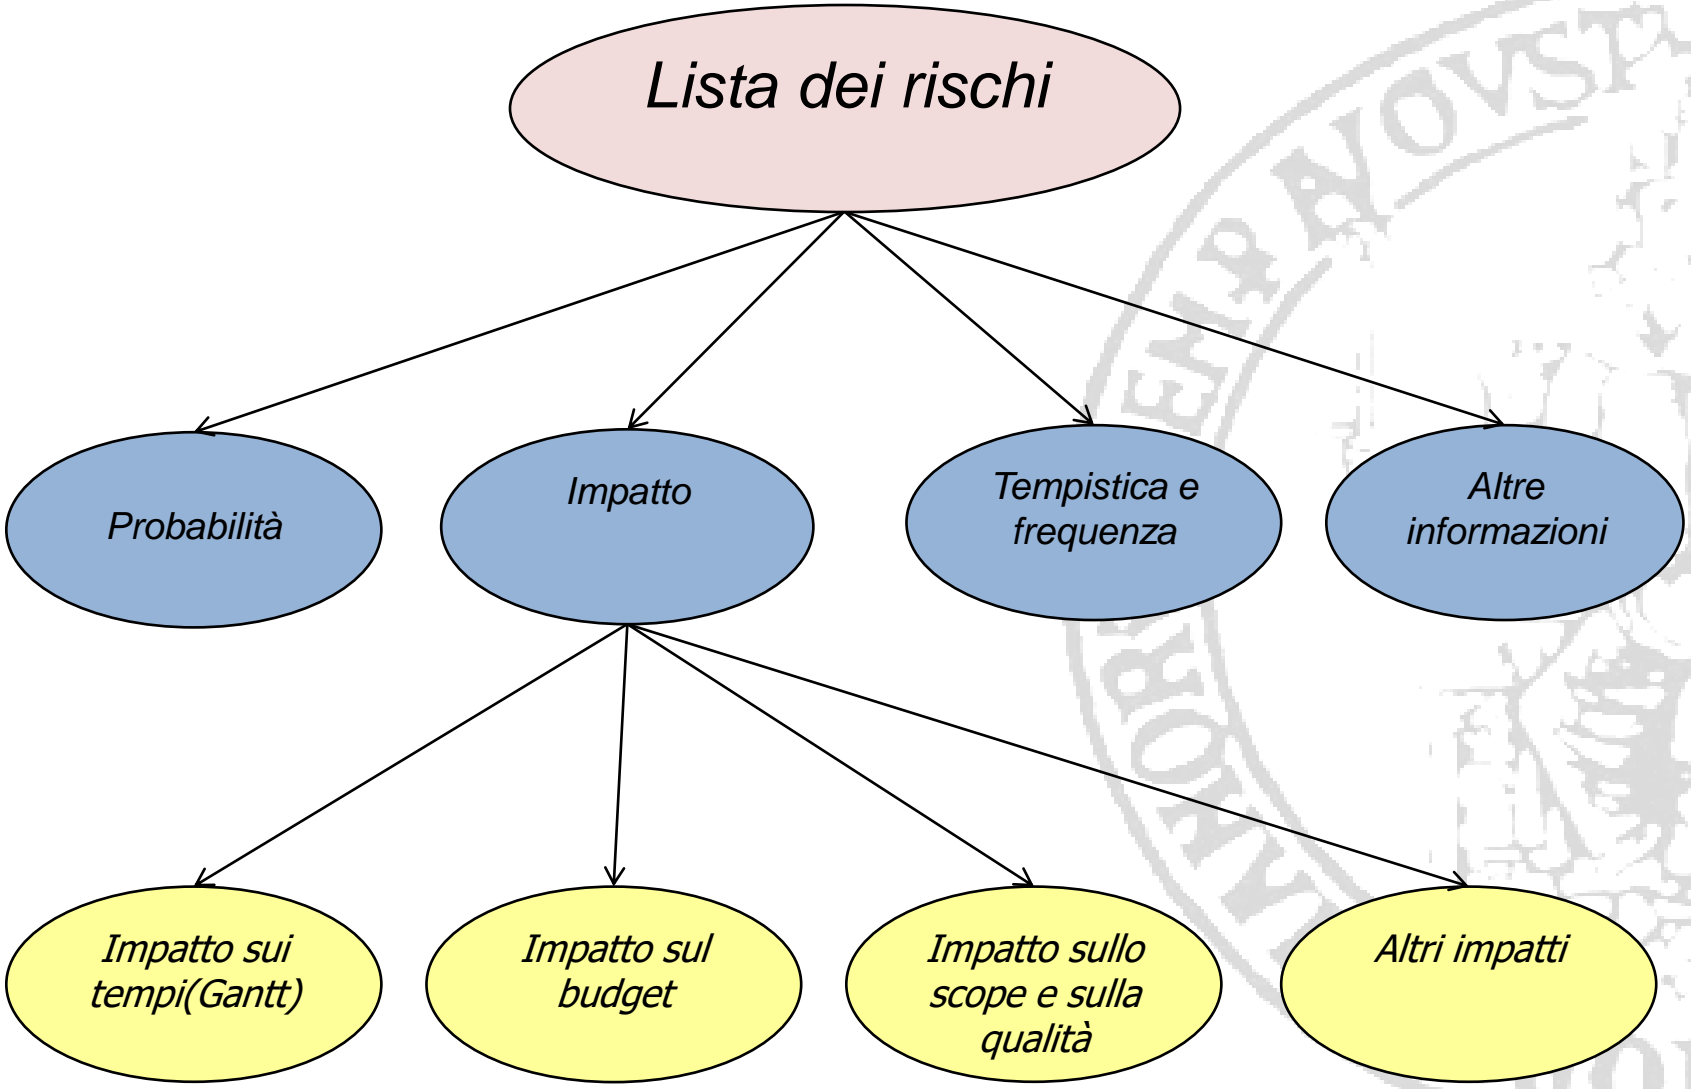 Lista dei rischi
Probabilità
Impatto
Tempistica e
frequenza
Altre
informazioni
Impatto sui
tempi(Gantt)
Impatto sul
budget
Impatto sullo
scope e sulla
qualità
Altri impatti